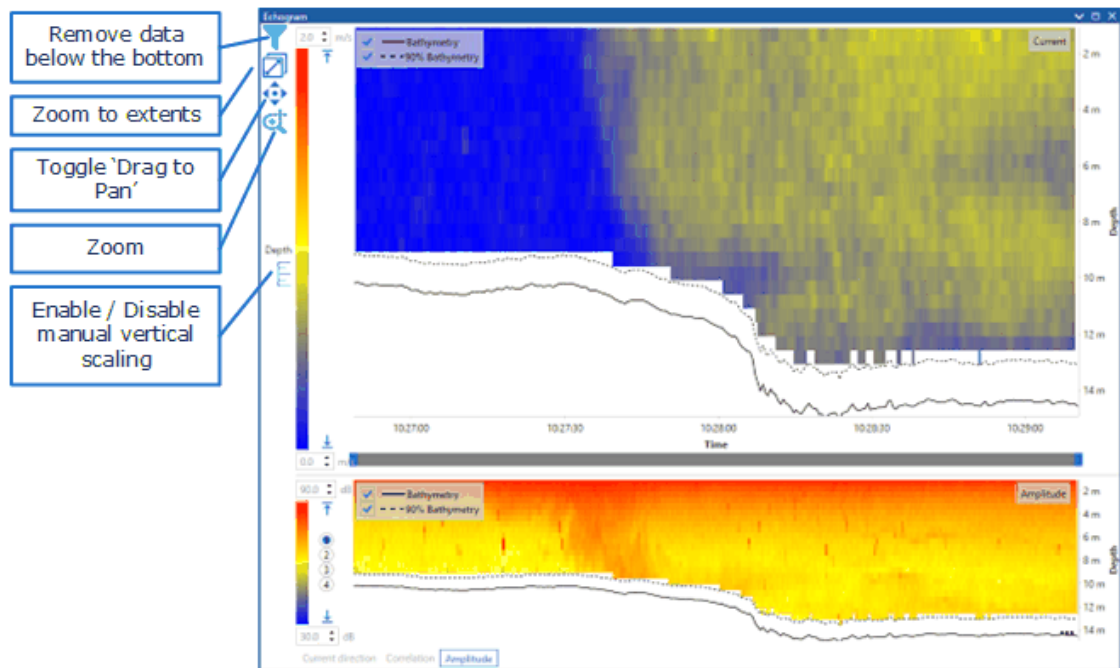 Remove data
below the bottom
Zoom to extents
Toggle ‘Drag to
Pan’
Zoom
Enable / Disable
manual vertical
scaling
Echogram
2.0 m/s
Bathymetry
90% Bathymetry
Current
2 m
4 m
6 m
8 m
10 m
12 m
14 m
Depth
Depth
0.0 m/s
10:27:00
10:27:30
10:28:00
10:28:30
10:29:00
Time
90.0 dB
Bathymetry
90% Bathymetry
Amplitude
2
3
4
30.0 dB
2 m
4 m
6 m
8 m
10 m
12 m
14 m
Depth
Current direction Correlation Amplitude